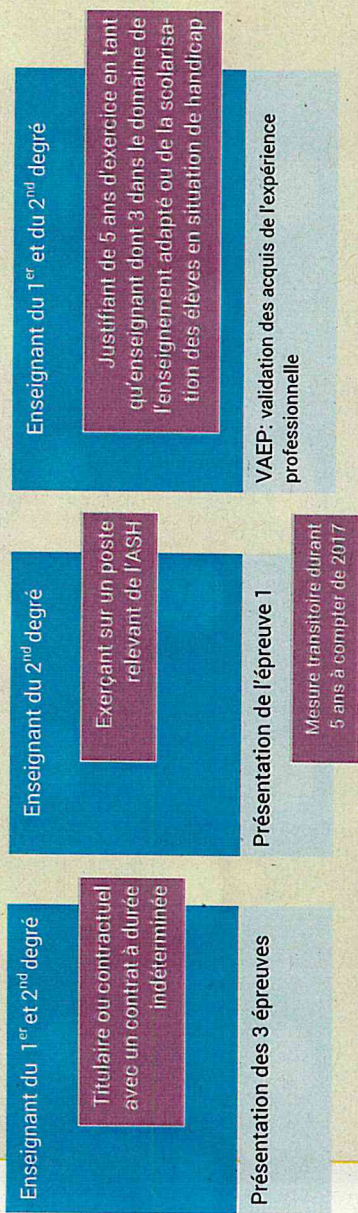 Enseignant du 1er et 2nd degré
Titulaire ou contractuel
avec un contrat à durée
indéterminée
Présentation des 3 épreuves
Enseignant du 2nd degré
Exerçant sur un poste
relevant de l'ASH
Présentation de l'épreuve 1
Mesure transitoire durant
5 ans à compter de 2017
Enseignant du 1er et du 2nd degré
Justifiant de 5 ans d'exercice en tant
qu'enseignant dont 3 dans le domaine de
l'enseignement adapté ou de la scolarisa-
tion des élèves en situation de handicap
VAEP: validation des acquis de l'expérience
professionnelle